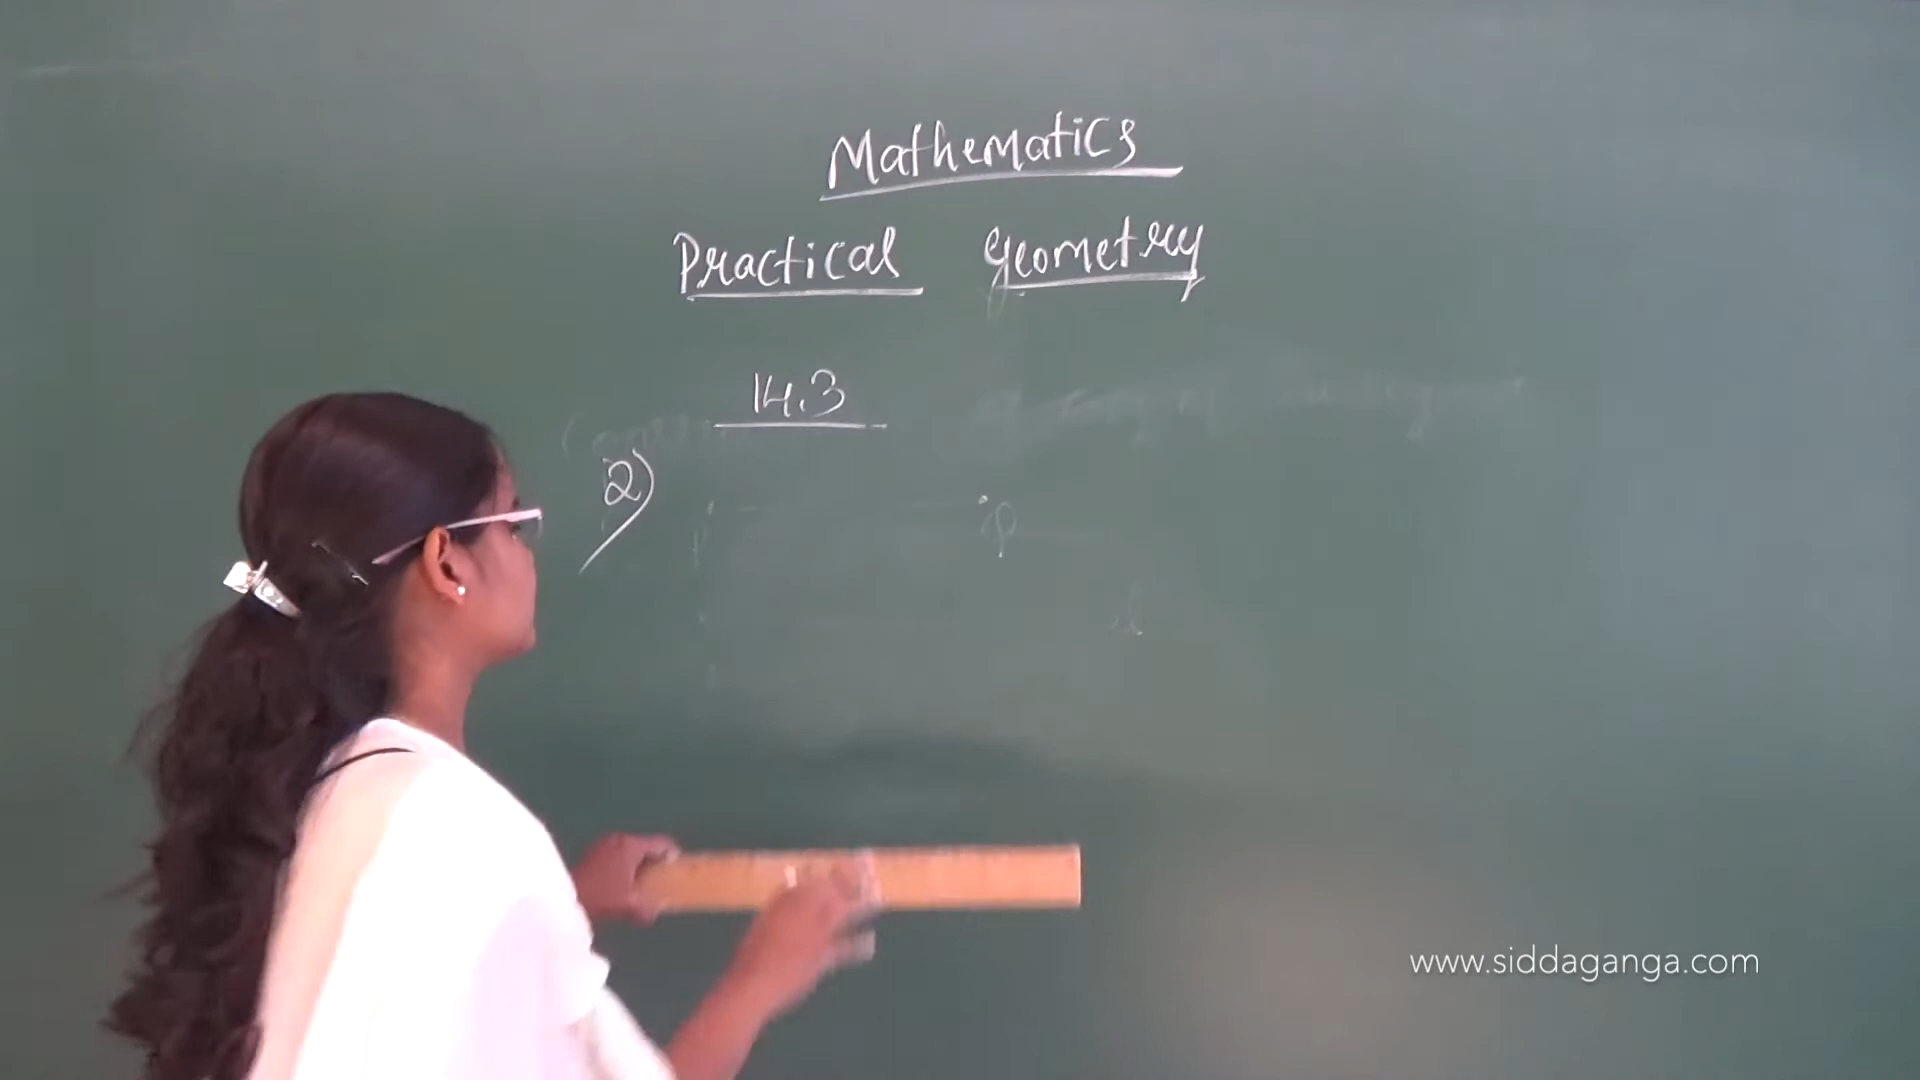 Mathematics
Practical geometry
14.3
2)
www.siddaganga.com